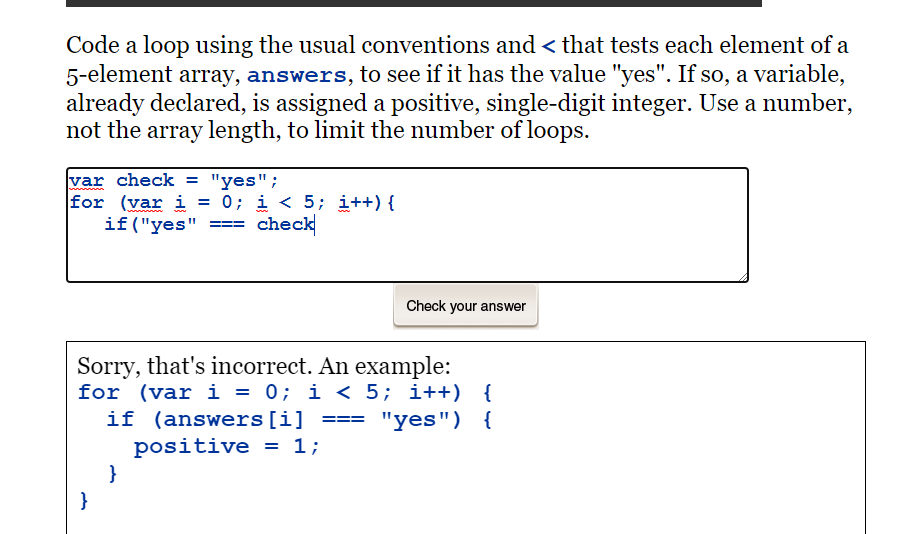 Code a loop using the usual conventions and < that tests each element of a
5-element array, answers, to see if it has the value "yes". If so, a variable,
already declared, is assigned a positive, single-digit integer. Use a number,
not the array length, to limit the number of loops.
var check = "yes";
for (var i = 0; i < 5; i++){
   if("yes" === check
Check your answer
Sorry, that's incorrect. An example:
for (var i = 0; i < 5; i++) {
  if (answers[i] === "yes") {
    positive = 1;
  }
}